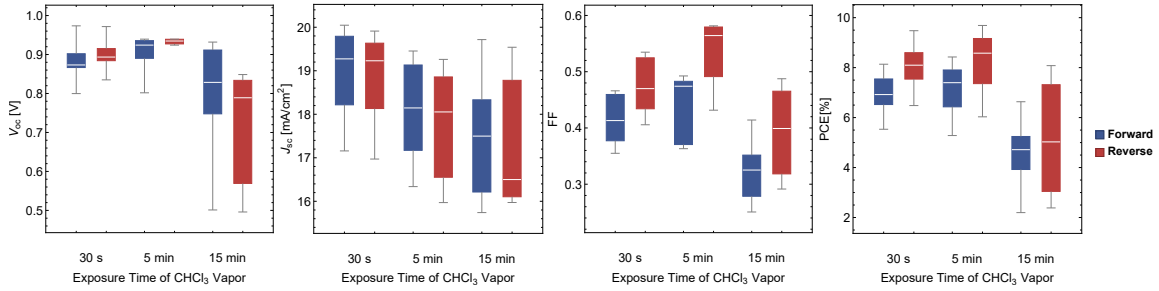 V_oc [V]
1.0
0.9
0.8
0.7
0.6
0.5
30 s 5 min 15 min
Exposure Time of CHCl₃ Vapor
J_sc [mA/cm²]
20
19
18
17
16
30 s 5 min 15 min
Exposure Time of CHCl₃ Vapor
FF
0.6
0.5
0.4
0.3
30 s 5 min 15 min
Exposure Time of CHCl₃ Vapor
PCE[%]
10
8
6
4
2
30 s 5 min 15 min
Exposure Time of CHCl₃ Vapor
Forward
Reverse